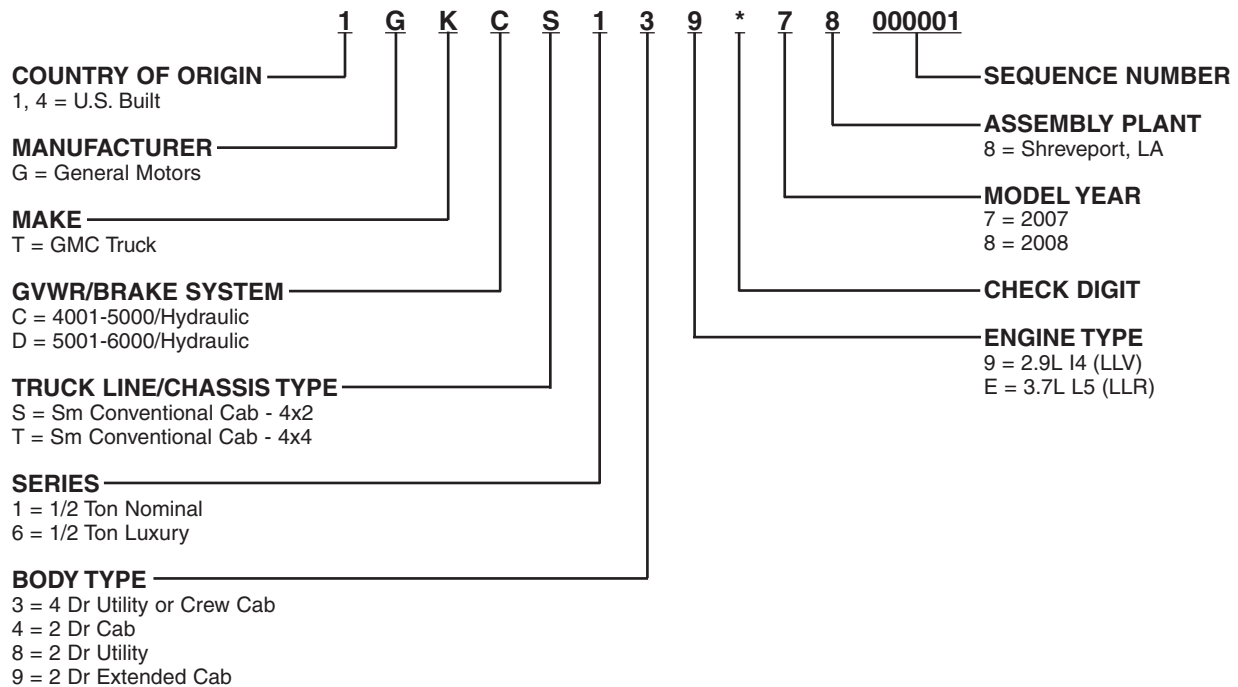 1 G K C S 1 3 9 * 7 8 000001
COUNTRY OF ORIGIN
1, 4 = U.S. Built
MANUFACTURER
G = General Motors
MAKE
T = GMC Truck
GVWR/BRAKE SYSTEM
C = 4001-5000/Hydraulic
D = 5001-6000/Hydraulic
TRUCK LINE/CHASSIS TYPE
S = Sm Conventional Cab - 4x2
T = Sm Conventional Cab - 4x4
SERIES
1 = 1/2 Ton Nominal
6 = 1/2 Ton Luxury
BODY TYPE
3 = 4 Dr Utility or Crew Cab
4 = 2 Dr Cab
8 = 2 Dr Utility
9 = 2 Dr Extended Cab
SEQUENCE NUMBER
ASSEMBLY PLANT
8 = Shreveport, LA
MODEL YEAR
7 = 2007
8 = 2008
CHECK DIGIT
ENGINE TYPE
9 = 2.9L I4 (LLV)
E = 3.7L L5 (LLR)